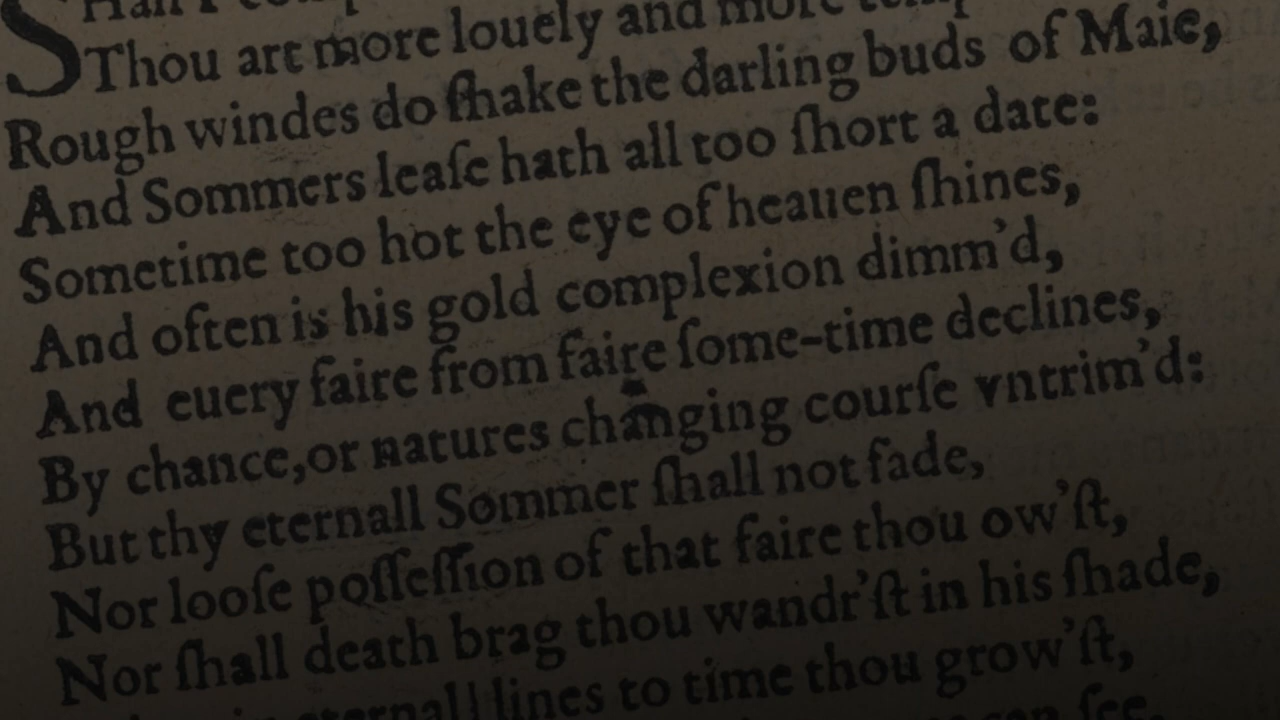 Thou art more louely and more
Rough windes do ſhake the darling buds of Maie,
And Sommers leaſe hath all too ſhort a date:
Sometime too hot the eye of heauen ſhines,
And often is his gold complexion dimm'd,
And euery faire from faire ſome-time declines,
By chance,or natures changing courſe vntrim'd:
But thy eternall Sommer ſhall not fade,
Nor looſe poſſeſſion of that faire thou ow'ſt,
Nor ſhall death brag thou wandr'ſt in his ſhade,
eternall lines to time thou grow'ſt,
ſee,